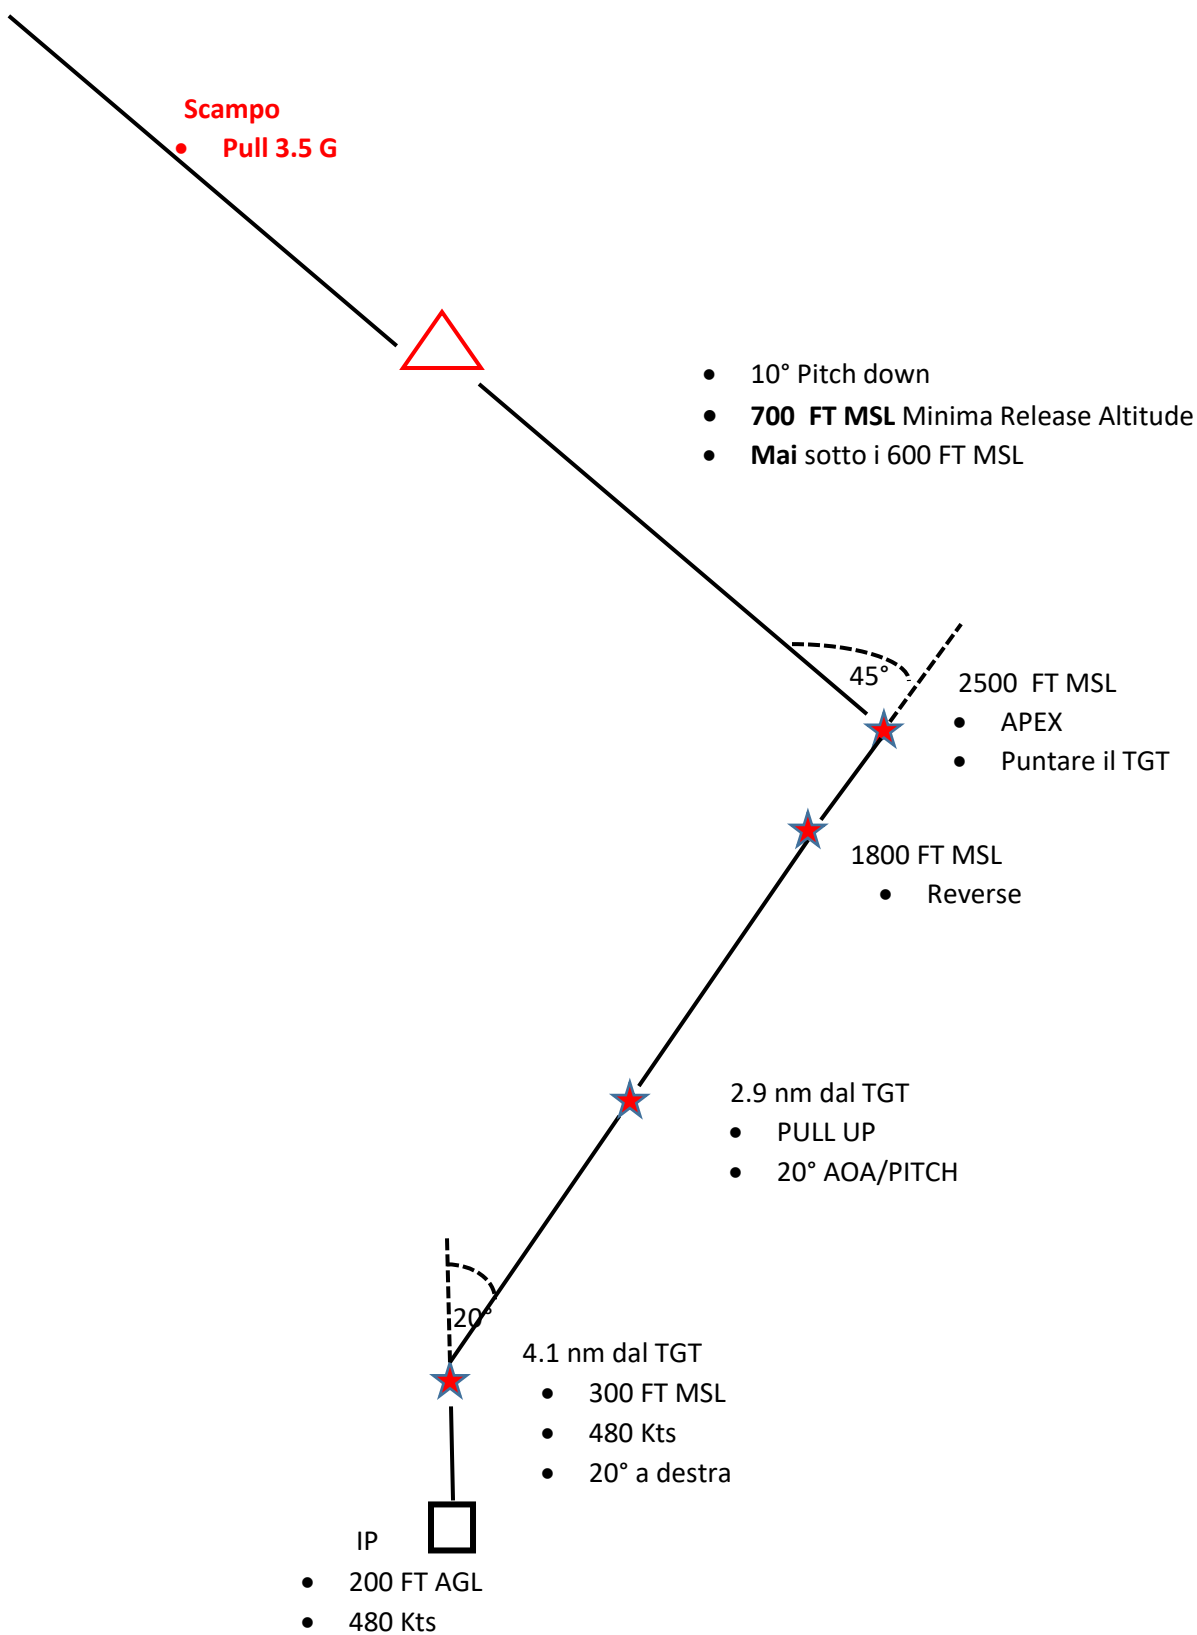 Scampo
• Pull 3.5 G
• 10° Pitch down
• 700 FT MSL Minima Release Altitude
• Mai sotto i 600 FT MSL
45°
2500 FT MSL
• APEX
• Puntare il TGT
1800 FT MSL
• Reverse
2.9 nm dal TGT
• PULL UP
• 20° AOA/PITCH
20°
4.1 nm dal TGT
• 300 FT MSL
• 480 Kts
• 20° a destra
IP
• 200 FT AGL
• 480 Kts